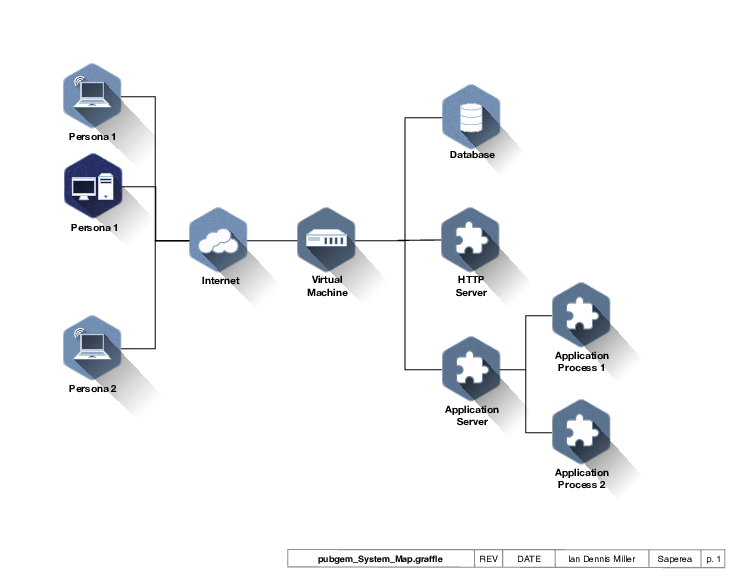 Persona 1
Persona 1
Persona 2
Internet
Virtual
Machine
Database
HTTP
Server
Application
Server
Application
Process 1
Application
Process 2
pubgem_System_Map.graffle REV DATE Ian Dennis Miller Saperea p. 1